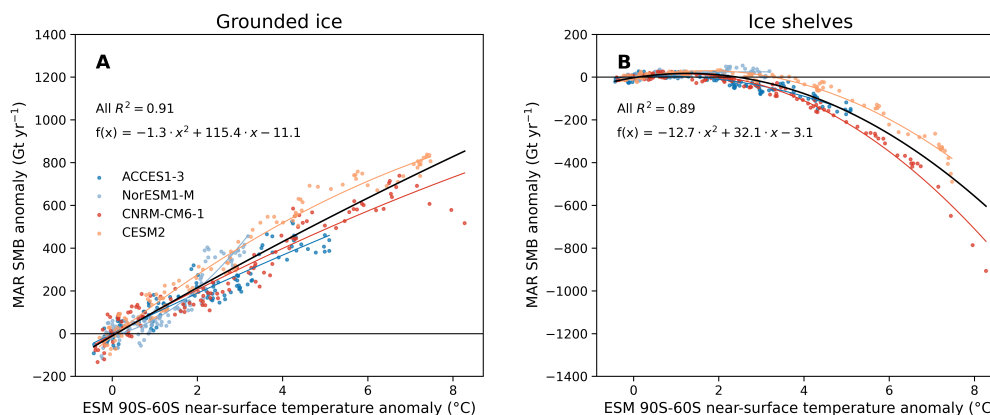 Grounded ice
A
All R² = 0.91
f(x) = −1.3 · x² + 115.4 · x − 11.1
ACCES1-3
NorESM1-M
CNRM-CM6-1
CESM2
1400
1200
1000
800
600
400
200
0
−200
0
2
4
6
8
MAR SMB anomaly (Gt yr⁻¹)
ESM 90S-60S near-surface temperature anomaly (°C)
Ice shelves
B
All R² = 0.89
f(x) = −12.7 · x² + 32.1 · x − 3.1
200
0
−200
−400
−600
−800
−1000
−1200
−1400
0
2
4
6
8
MAR SMB anomaly (Gt yr⁻¹)
ESM 90S-60S near-surface temperature anomaly (°C)